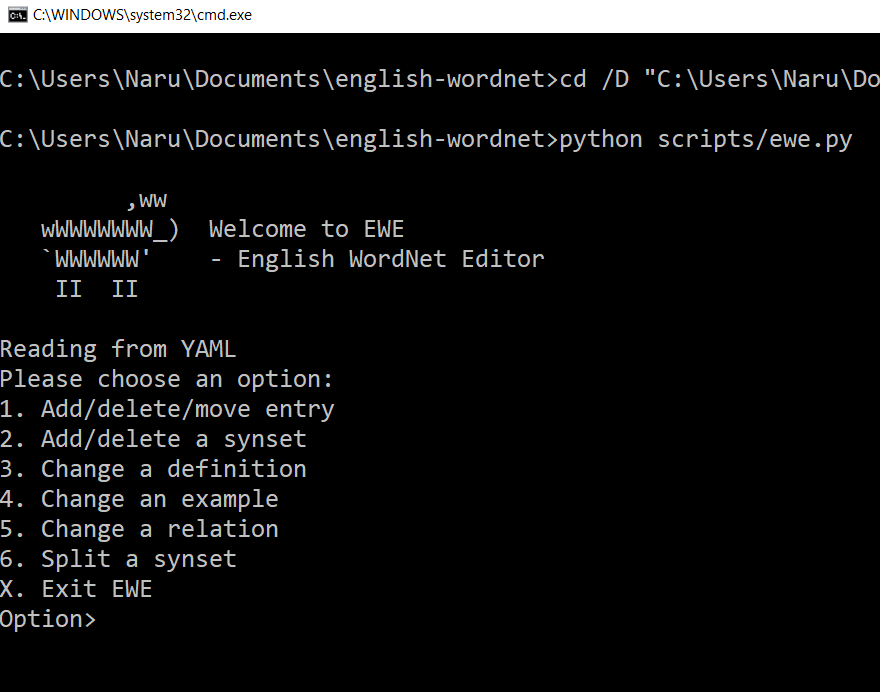 C:\WINDOWS\system32\cmd.exe
C:\Users\Naru\Documents\english-wordnet>cd /D "C:\Users\Naru\Do
C:\Users\Naru\Documents\english-wordnet>python scripts/ewe.py
         ,ww
   wWWWWWWW_)  Welcome to EWE
   `WWWWWW'    - English WordNet Editor
    II  II
Reading from YAML
Please choose an option:
1. Add/delete/move entry
2. Add/delete a synset
3. Change a definition
4. Change an example
5. Change a relation
6. Split a synset
X. Exit EWE
Option>